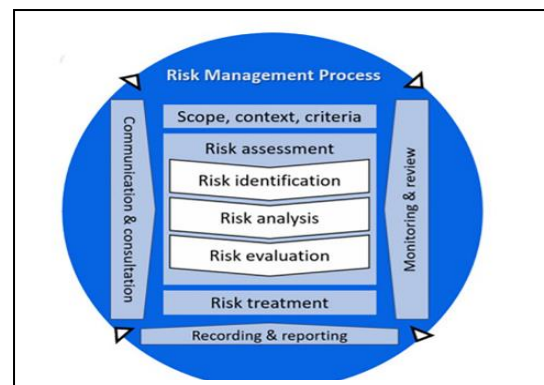 Risk Management Process
Scope, context, criteria
Risk assessment
Risk identification
Risk analysis
Risk evaluation
Risk treatment
Communication & consultation
Monitoring & review
Recording & reporting